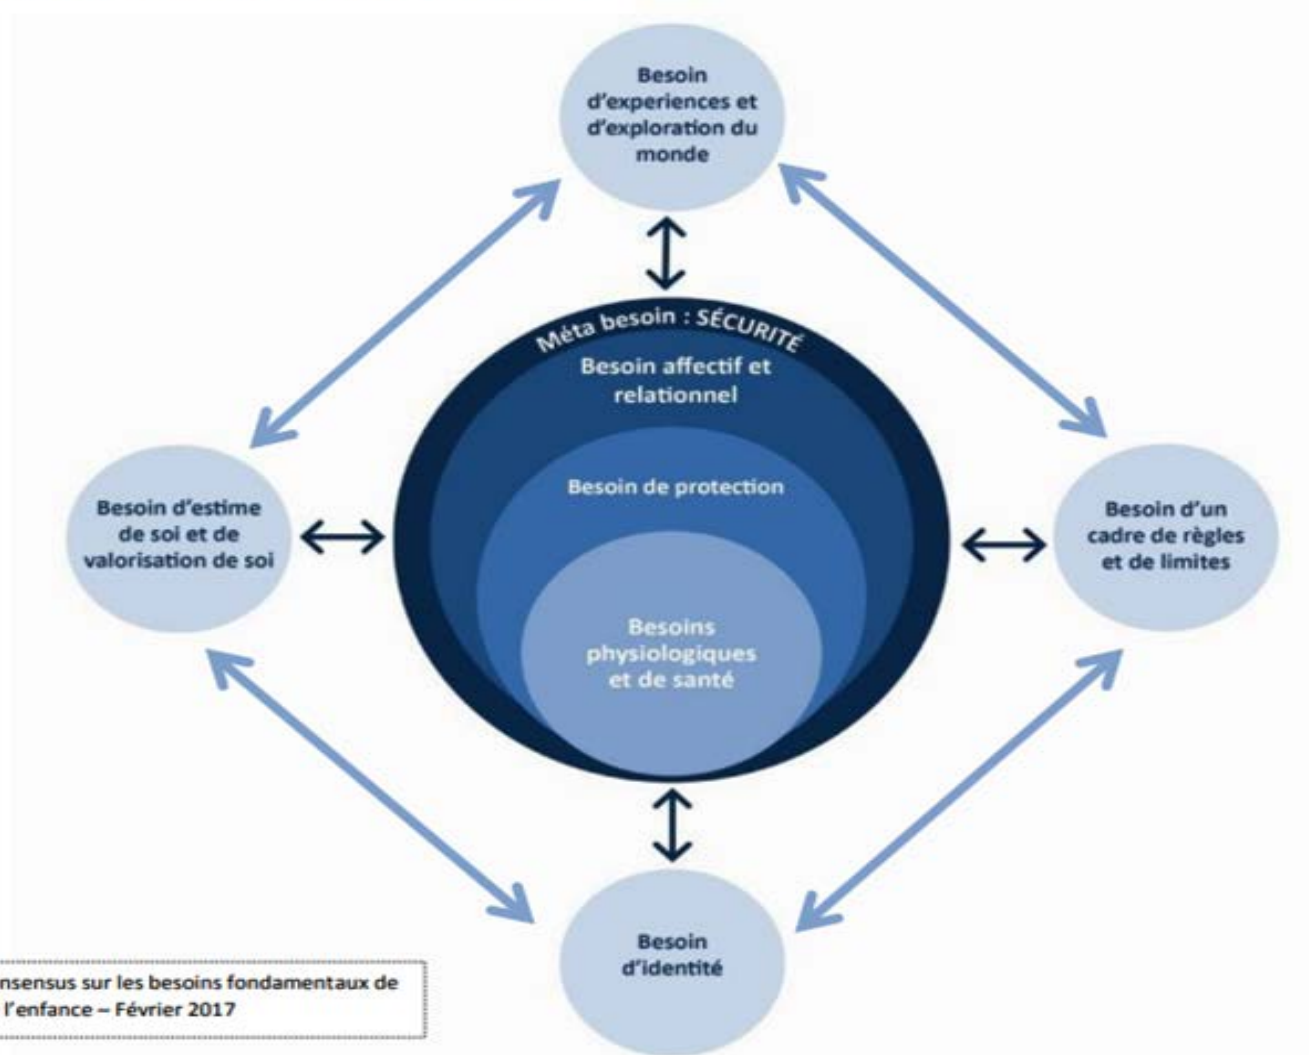 Besoin
d'experiences et
d'exploration du
monde
Méta besoin : SÉCURITÉ
Besoin affectif et
relationnel
Besoin de protection
Besoins
physiologiques
et de santé
Besoin d'estime
de soi et de
valorisation de soi
Besoin d'un
cadre de règles
et de limites
Besoin
d'identité
nsensus sur les besoins fondamentaux de
l'enfance – Février 2017